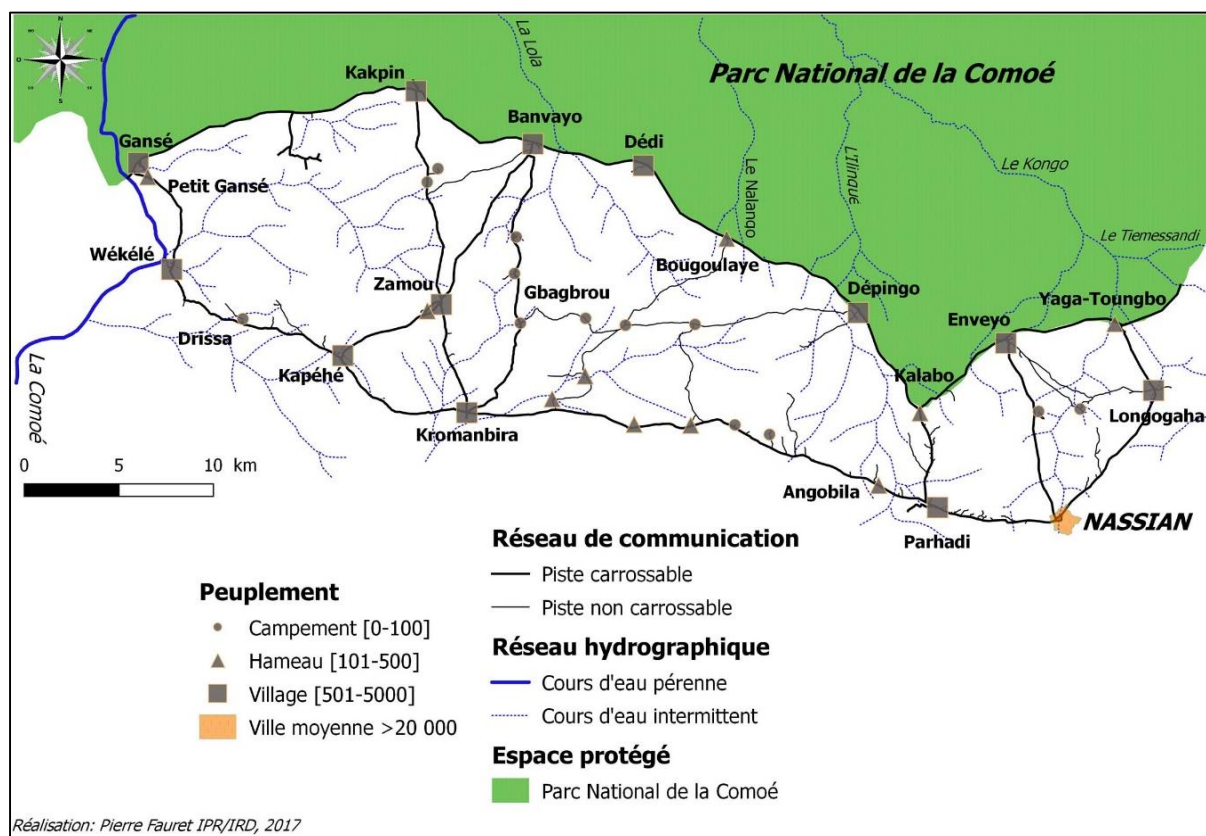 N
O
E
S
La Lola
Parc National de la Comoé
Kakpin
Banvayo
Dédi
Gansé
Petit Gansé
Le Nalanqo
L'Ilinque
Le Kongo
Le Tiemessandi
Wékélé
Bougoulaye
Zamou
Gbagbrou
Dépingo
Yaga-Toungbo
Enveyo
Drissa
Kapéhé
Kalabo
La Comoé
Kromanbira
Longogaha
0 5 10 km
Angobila
Parhadi
NASSIAN
Peuplement
Campement [0-100]
Hameau [101-500]
Village [501-5000]
Ville moyenne >20 000
Réseau de communication
Piste carrossable
Piste non carrossable
Réseau hydrographique
Cours d'eau pérenne
Cours d'eau intermittent
Espace protégé
Parc National de la Comoé
Réalisation: Pierre Fauret IPR/IRD, 2017